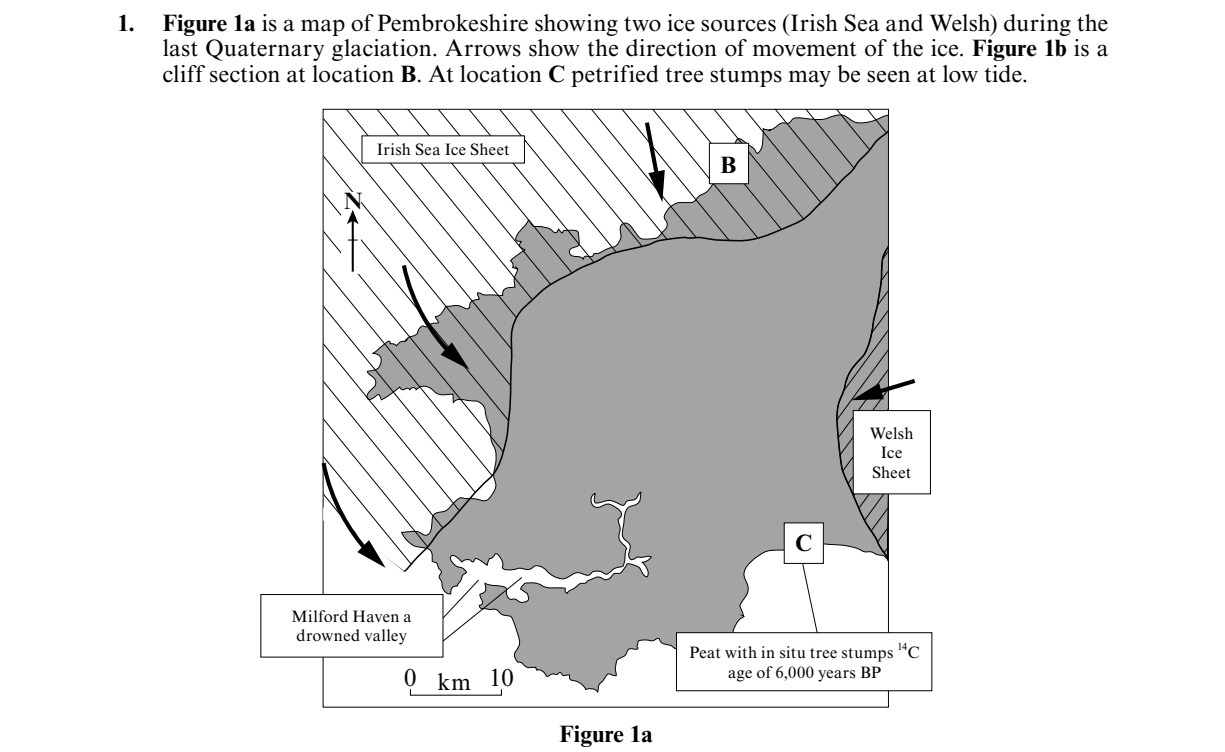 1. Figure 1a is a map of Pembrokeshire showing two ice sources (Irish Sea and Welsh) during the
last Quaternary glaciation. Arrows show the direction of movement of the ice. Figure 1b is a
cliff section at location B. At location C petrified tree stumps may be seen at low tide.
Irish Sea Ice Sheet
B
N
Welsh
Ice
Sheet
C
Milford Haven a
drowned valley
Peat with in situ tree stumps ¹⁴C
age of 6,000 years BP
0 km 10
Figure 1a